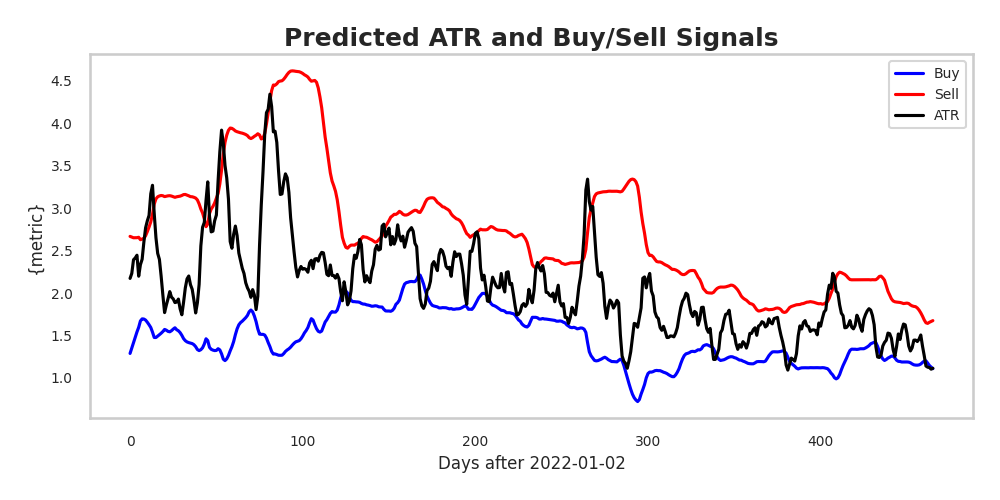 Predicted ATR and Buy/Sell Signals
Buy
Sell
ATR
{metric}
4.5
4.0
3.5
3.0
2.5
2.0
1.5
1.0
0
100
200
300
400
Days after 2022-01-02